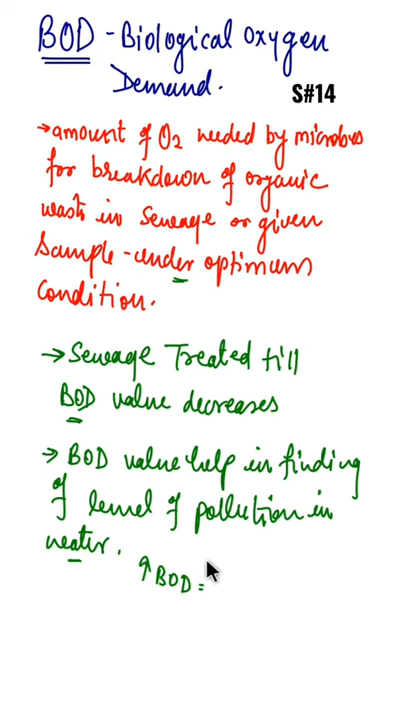 BOD - Biological Oxygen
Demand.
S#14
→ amount of O2 needed by microbes
for breakdown of organic
waste in sewage or given
Sample - under optimum
condition.
→ Sewage Treated till
BOD value decreases
→ BOD value help in finding
of level of pollution in
water.
↑ BOD =